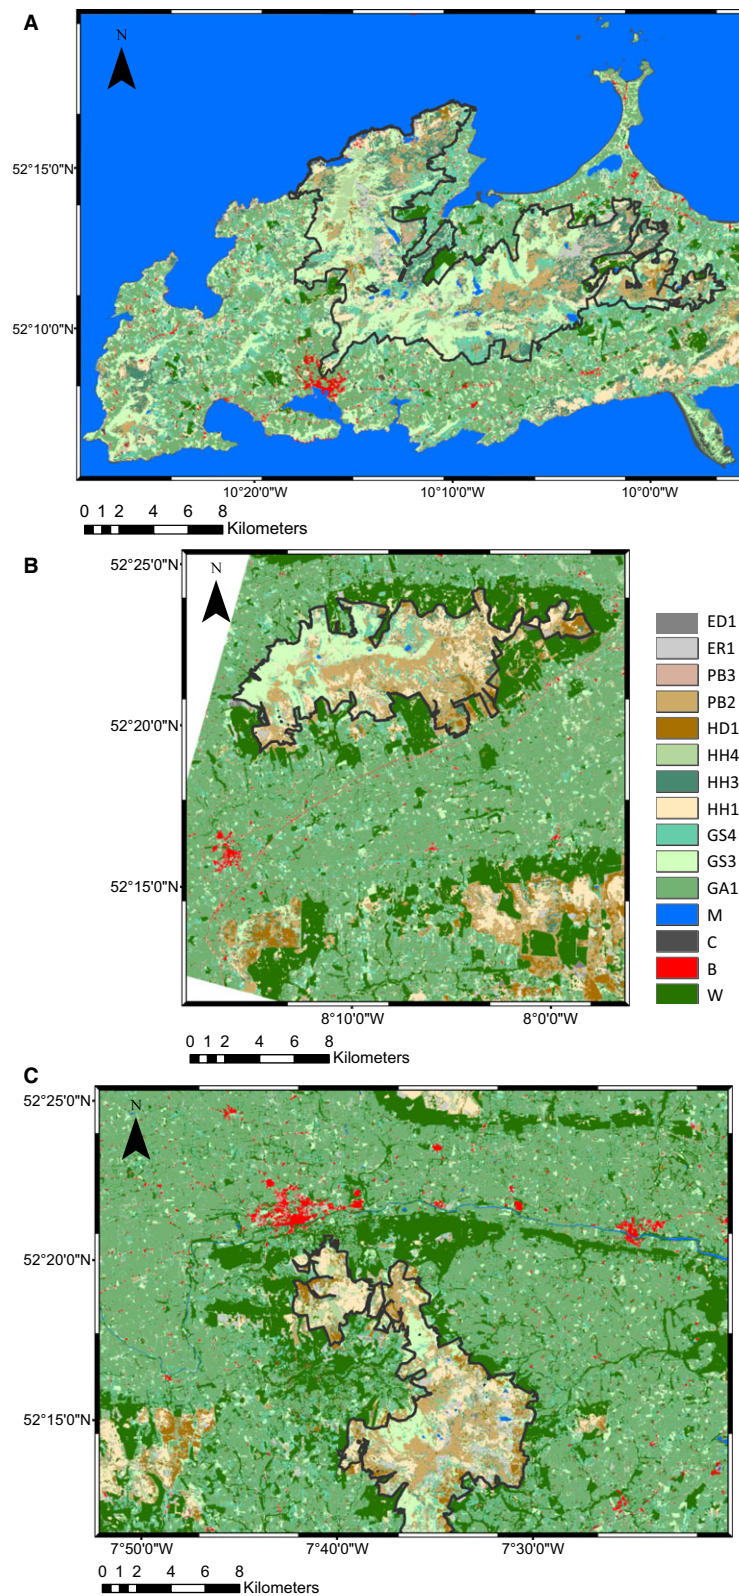 A
N
52°15'0"N
52°10'0"N
10°20'0"W 10°10'0"W 10°0'0"W
0 1 2 4 6 8
Kilometers
B
52°25'0"N
N
52°20'0"N
52°15'0"N
8°10'0"W 8°0'0"W
0 1 2 4 6 8
Kilometers
ED1
ER1
PB3
PB2
HD1
HH4
HH3
HH1
GS4
GS3
GA1
M
C
B
W
C
52°25'0"N
N
52°20'0"N
52°15'0"N
7°50'0"W 7°40'0"W 7°30'0"W
0 1 2 4 6 8
Kilometers